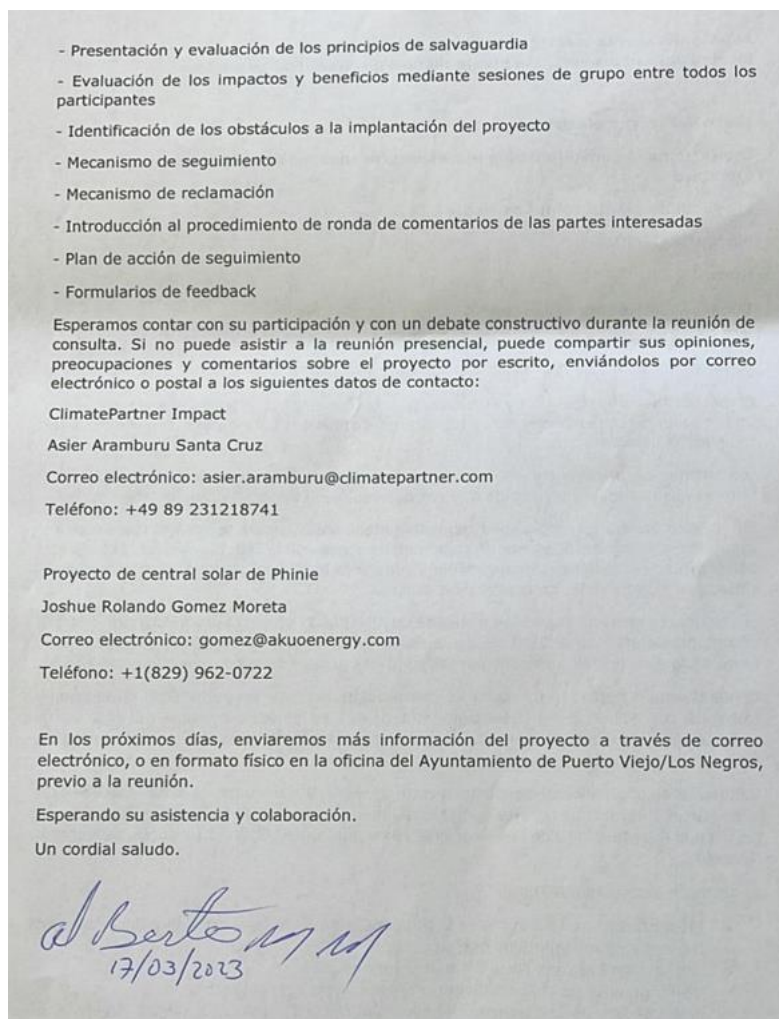 - Presentación y evaluación de los principios de salvaguardia
- Evaluación de los impactos y beneficios mediante sesiones de grupo entre todos los
participantes
- Identificación de los obstáculos a la implantación del proyecto
- Mecanismo de seguimiento
- Mecanismo de reclamación
- Introducción al procedimiento de ronda de comentarios de las partes interesadas
- Plan de acción de seguimiento
- Formularios de feedback
Esperamos contar con su participación y con un debate constructivo durante la reunión de
consulta. Si no puede asistir a la reunión presencial, puede compartir sus opiniones,
preocupaciones y comentarios sobre el proyecto por escrito, enviándolos por correo
electrónico o postal a los siguientes datos de contacto:
ClimatePartner Impact
Asier Aramburu Santa Cruz
Correo electrónico: asier.aramburu@climatepartner.com
Teléfono: +49 89 231218741
Proyecto de central solar de Phinie
Joshue Rolando Gomez Moreta
Correo electrónico: gomez@akuoenergy.com
Teléfono: +1(829) 962-0722
En los próximos días, enviaremos más información del proyecto a través de correo
electrónico, o en formato físico en la oficina del Ayuntamiento de Puerto Viejo/Los Negros,
previo a la reunión.
Esperando su asistencia y colaboración.
Un cordial saludo.
alBerto
17/03/2023